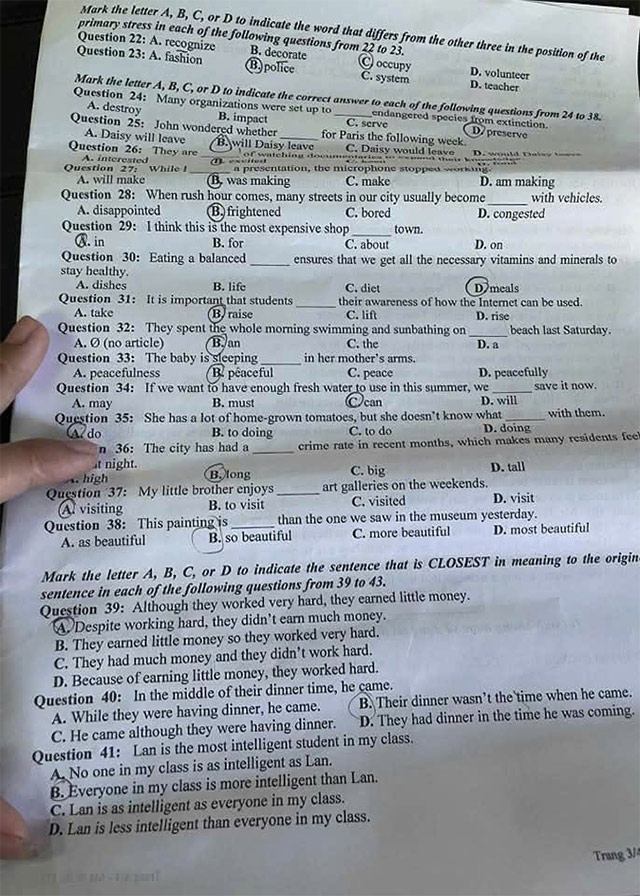 Mark the letter A, B, C, or D to indicate the word that differs from the other three in the position of the
primary stress in each of the following questions from 22 to 23.
Question 22: A. recognize B. decorate C. occupy D. volunteer
Question 23: A. fashion B. police C. system D. teacher
Mark the letter A, B, C, or D to indicate the correct answer to each of the following questions from 24 to 38.
Question 24: Many organizations were set up to ______ endangered species from extinction.
A. destroy B. impact C. serve D. preserve
Question 25: John wondered whether ______ for Paris the following week.
A. Daisy will leave B. will Daisy leave C. Daisy would leave D. would Daisy leave
Question 26: They are ______ of watching documentaries to expand their knowledge.
A. interested B. excited
Question 27: While I ______ a presentation, the microphone stopped working.
A. will make B. was making C. make D. am making
Question 28: When rush hour comes, many streets in our city usually become ______ with vehicles.
A. disappointed B. frightened C. bored D. congested
Question 29: I think this is the most expensive shop ______ town.
A. in B. for C. about D. on
Question 30: Eating a balanced ______ ensures that we get all the necessary vitamins and minerals to
stay healthy.
A. dishes B. life C. diet D. meals
Question 31: It is important that students ______ their awareness of how the Internet can be used.
A. take B. raise C. lift D. rise
Question 32: They spent the whole morning swimming and sunbathing on ______ beach last Saturday.
A. Ø (no article) B. an C. the D. a
Question 33: The baby is sleeping ______ in her mother's arms.
A. peacefulness B. peaceful C. peace D. peacefully
Question 34: If we want to have enough fresh water to use in this summer, we ______ save it now.
A. may B. must C. can D. will
Question 35: She has a lot of home-grown tomatoes, but she doesn't know what ______ with them.
A. do B. to doing C. to do D. doing
n 36: The city has had a ______ crime rate in recent months, which makes many residents feel
at night.
A. high B. long C. big D. tall
Question 37: My little brother enjoys ______ art galleries on the weekends.
A. visiting B. to visit C. visited D. visit
Question 38: This painting is ______ than the one we saw in the museum yesterday.
A. as beautiful B. so beautiful C. more beautiful D. most beautiful
Mark the letter A, B, C, or D to indicate the sentence that is CLOSEST in meaning to the origin
sentence in each of the following questions from 39 to 43.
Question 39: Although they worked very hard, they earned little money.
A. Despite working hard, they didn't earn much money.
B. They earned little money so they worked very hard.
C. They had much money and they didn't work hard.
D. Because of earning little money, they worked hard.
Question 40: In the middle of their dinner time, he came.
A. While they were having dinner, he came. B. Their dinner wasn't the time when he came.
C. He came although they were having dinner. D. They had dinner in the time he was coming.
Question 41: Lan is the most intelligent student in my class.
A. No one in my class is as intelligent as Lan.
B. Everyone in my class is more intelligent than Lan.
C. Lan is as intelligent as everyone in my class.
D. Lan is less intelligent than everyone in my class.
Trang 3/4